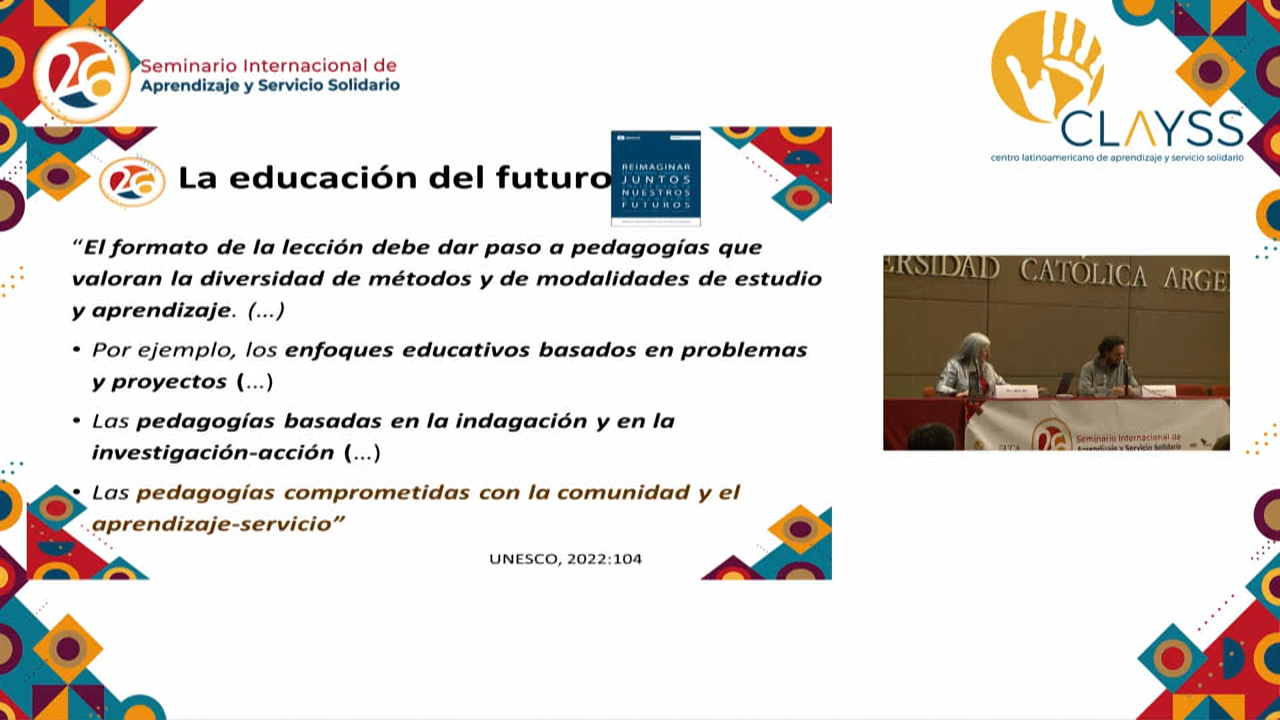 26
Seminario Internacional de
Aprendizaje y Servicio Solidario
CLAYSS
centro latinoamericano de aprendizaje y servicio solidario
26
La educación del futuro
REIMAGINAR
JUNTOS
NUESTROS
FUTUROS
“El formato de la lección debe dar paso a pedagogías que
valoran la diversidad de métodos y de modalidades de estudio
y aprendizaje. (...)
• Por ejemplo, los enfoques educativos basados en problemas
y proyectos (...)
• Las pedagogías basadas en la indagación y en la
investigación-acción (...)
• Las pedagogías comprometidas con la comunidad y el
aprendizaje-servicio”
UNESCO, 2022:104
ERSIDAD CATÓLICA ARGE
26
Seminario Internacional de
Aprendizaje y Servicio Solidario